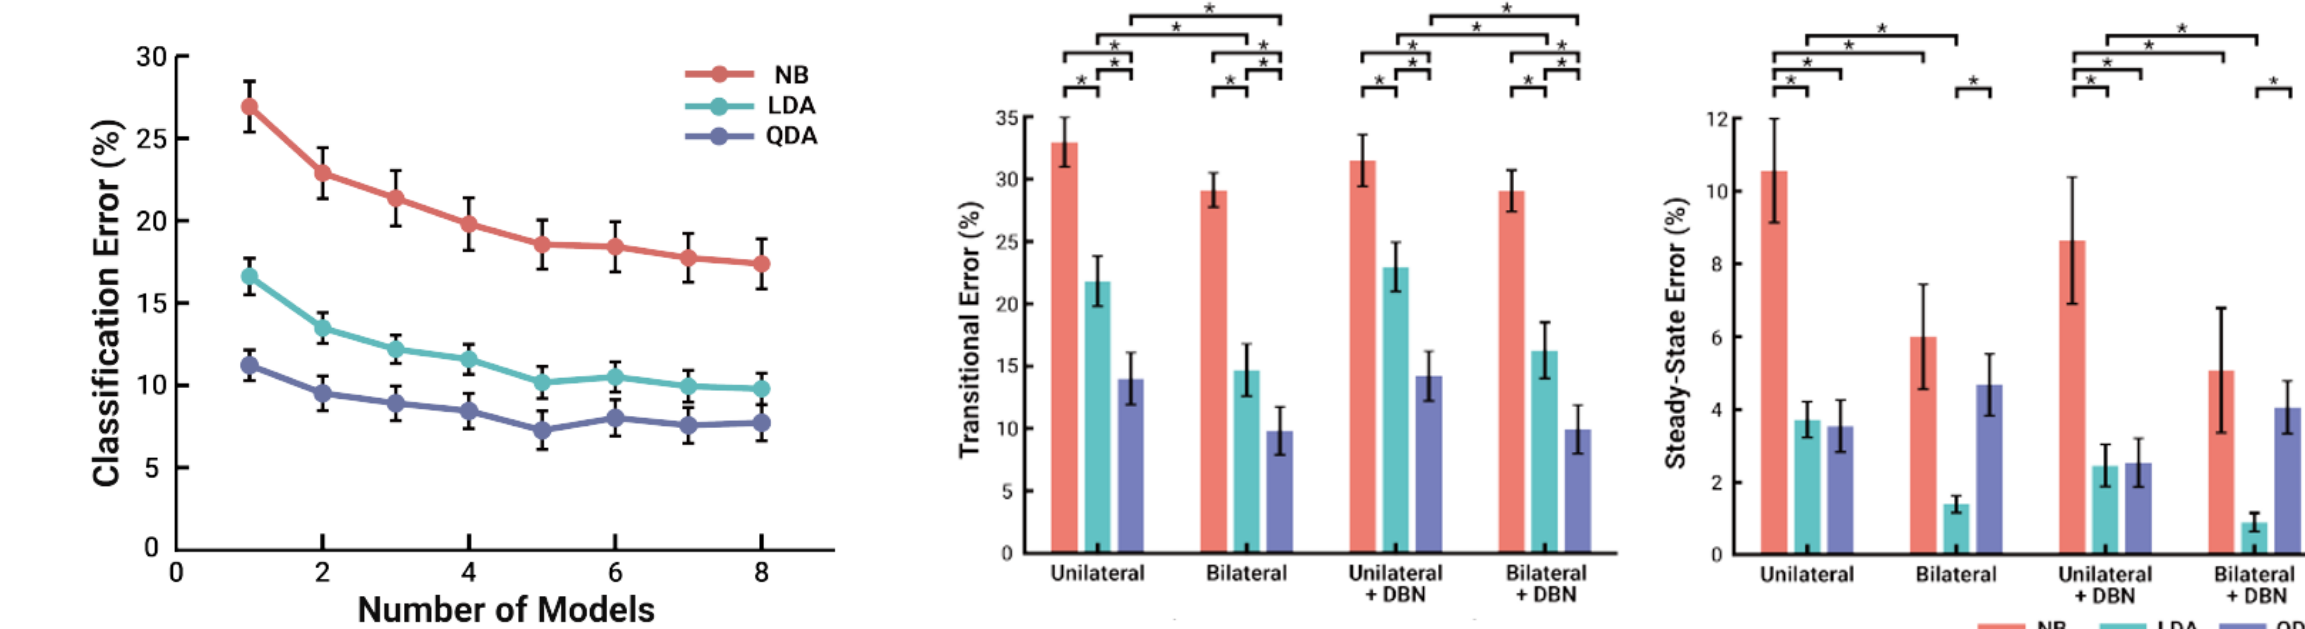 30
25
20
15
10
5
0
Classification Error (%)
0 2 4 6 8
Number of Models
NB
LDA
QDA
* * * *
* * * *
* * * *
* * * *
35
30
25
20
15
10
5
0
Transitional Error (%)
Unilateral Bilateral Unilateral + DBN Bilateral + DBN
* *
* *
* *
* * * *
12
10
8
6
4
2
0
Steady-State Error (%)
Unilateral Bilateral Unilateral + DBN Bilateral + DBN
NB LDA